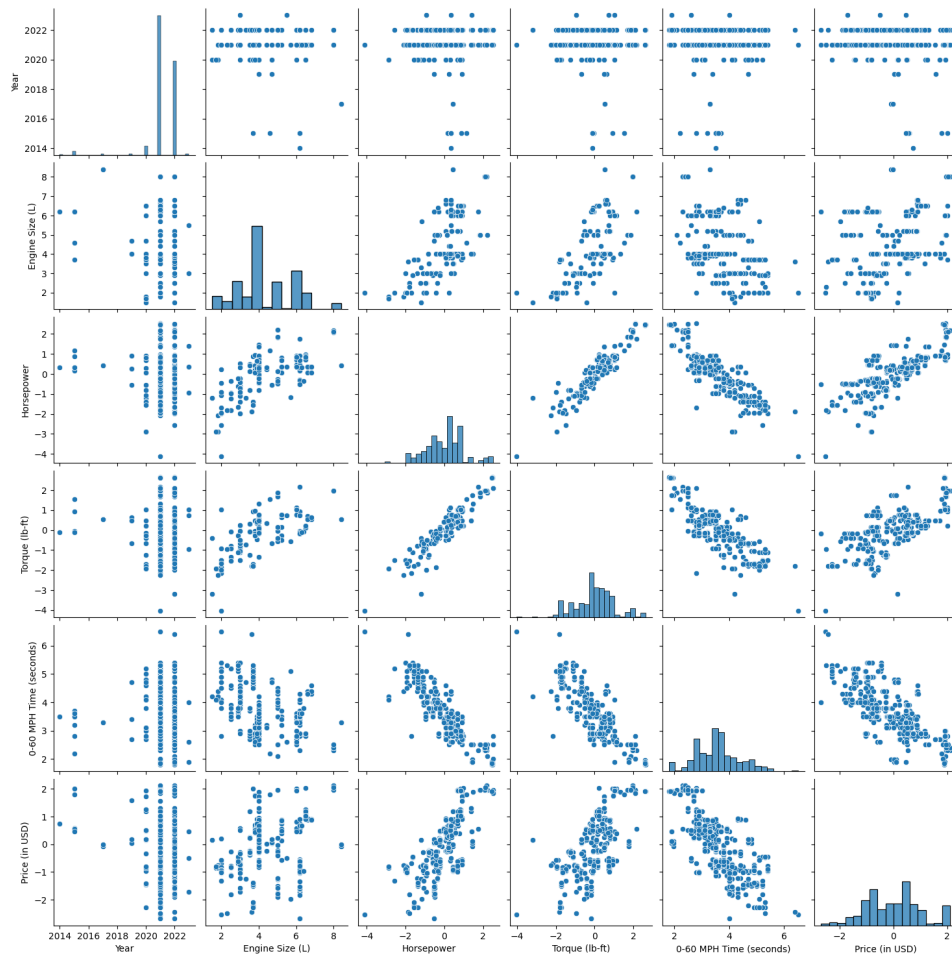 2022
2020
2018
2016
2014
Year
8
7
6
5
4
3
2
Engine Size (L)
2
1
0
−1
−2
−3
−4
Horsepower
2
1
0
−1
−2
−3
−4
Torque (lb-ft)
6
5
4
3
2
0-60 MPH Time (seconds)
2
1
0
−1
−2
Price (in USD)
2014 2016 2018 2020 2022
2 4 6 8
−4 −2 0 2
−4 −2 0 2
2 4 6
−2 0 2
Year
Engine Size (L)
Horsepower
Torque (lb-ft)
0-60 MPH Time (seconds)
Price (in USD)